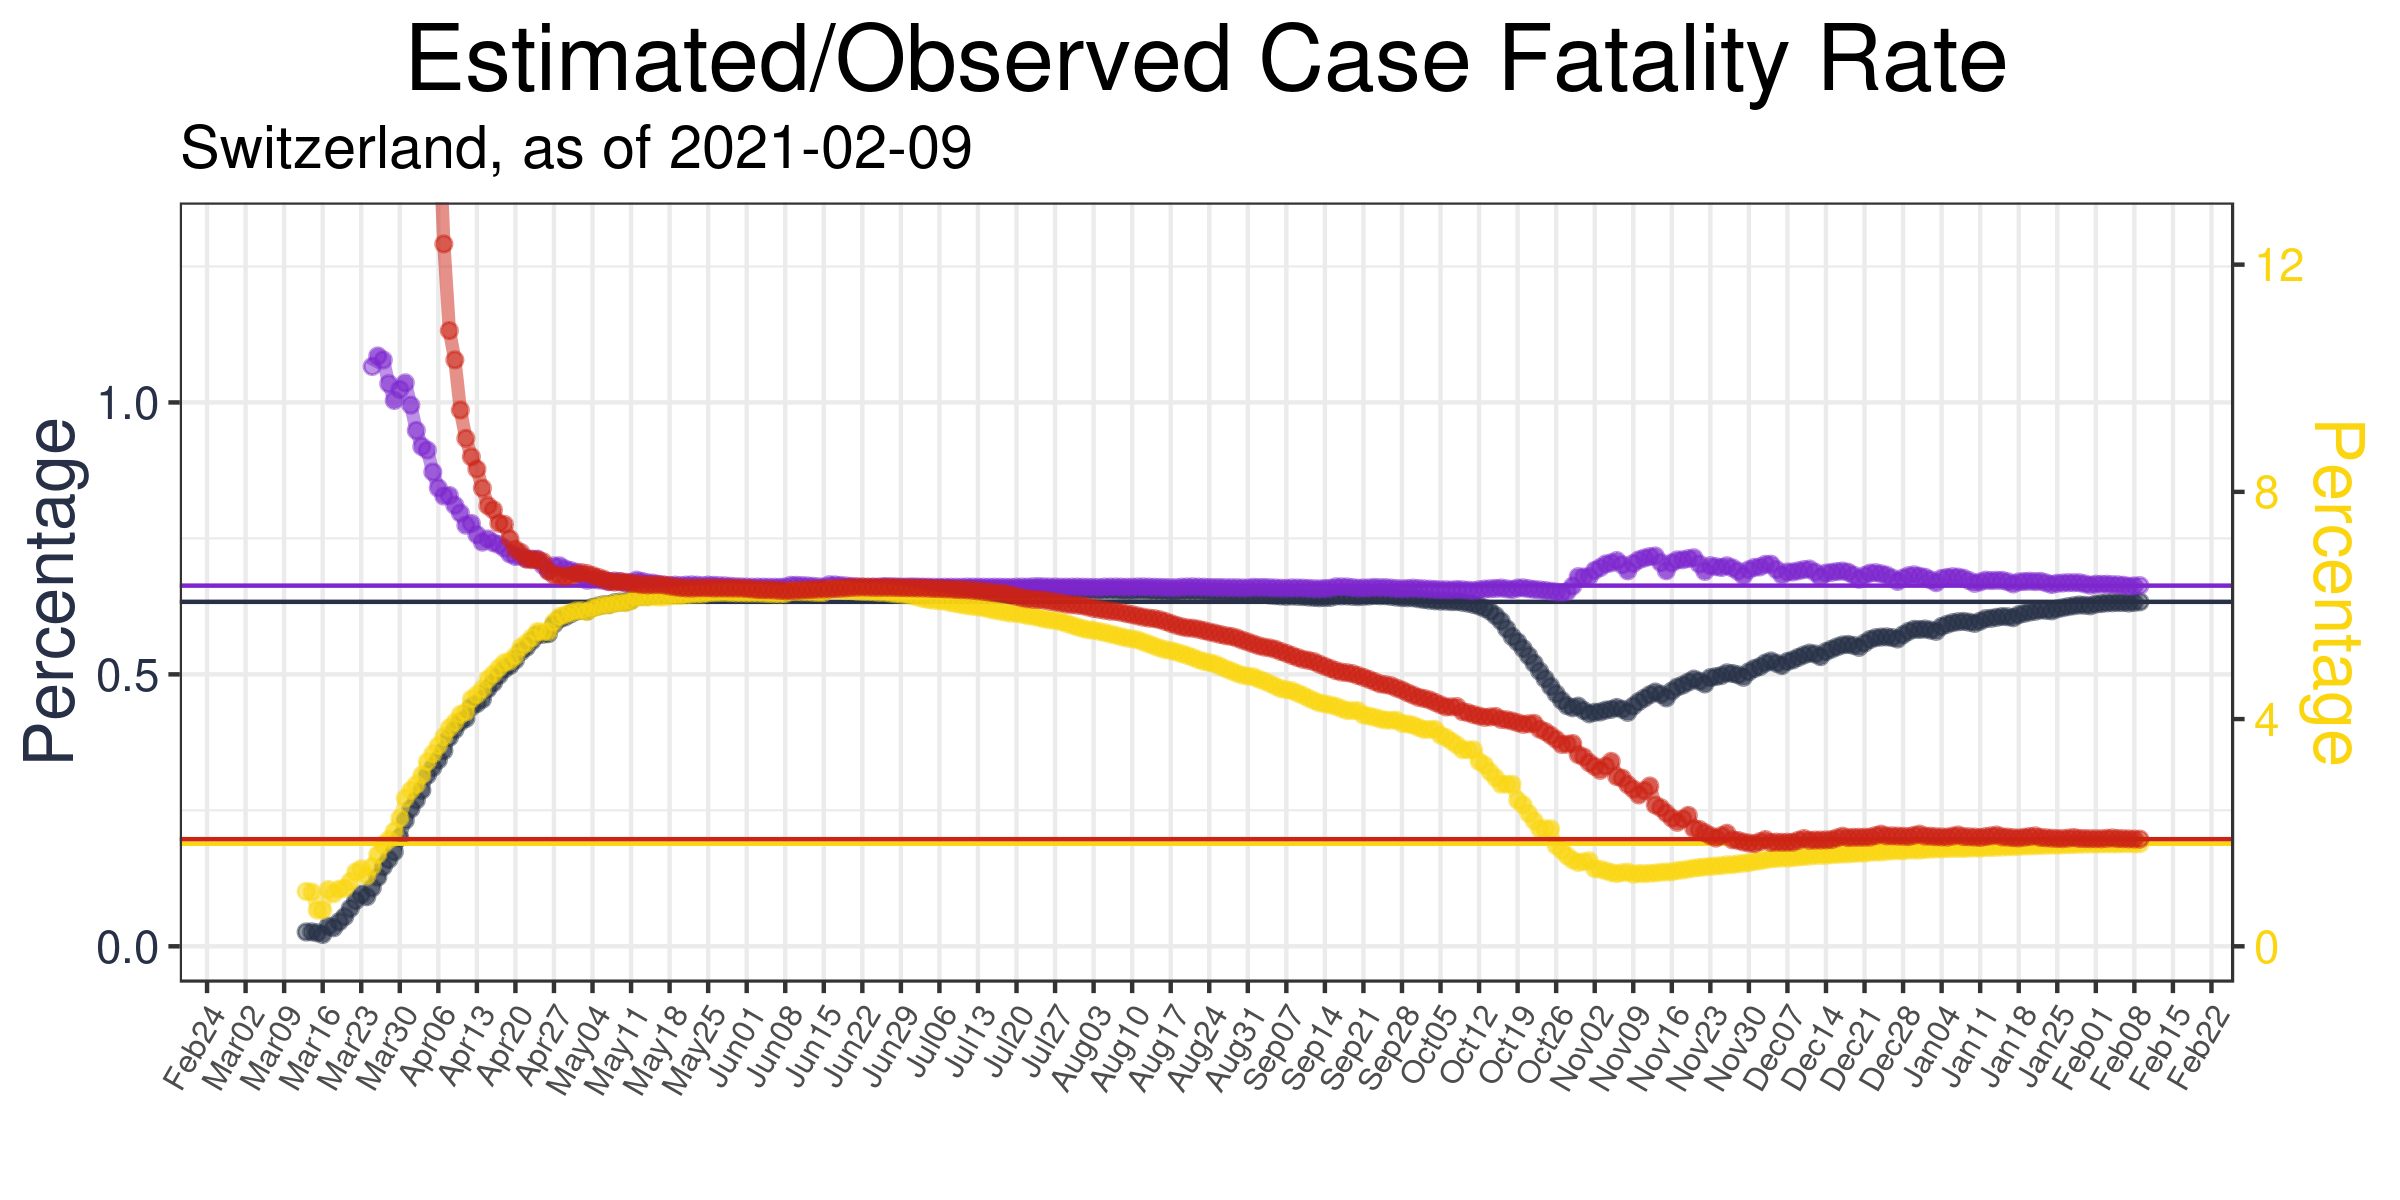 Estimated/Observed Case Fatality Rate
Switzerland, as of 2021-02-09
Percentage
1.0
0.5
0.0
12
8
4
0
Percentage
Feb24
Mar02
Mar09
Mar16
Mar23
Mar30
Apr06
Apr13
Apr20
Apr27
May04
May11
May18
May25
Jun01
Jun08
Jun15
Jun22
Jun29
Jul06
Jul13
Jul20
Jul27
Aug03
Aug10
Aug17
Aug24
Aug31
Sep07
Sep14
Sep21
Sep28
Oct05
Oct12
Oct19
Oct26
Nov02
Nov09
Nov16
Nov23
Nov30
Dec07
Dec14
Dec21
Dec28
Jan04
Jan11
Jan18
Jan25
Feb01
Feb08
Feb15
Feb22